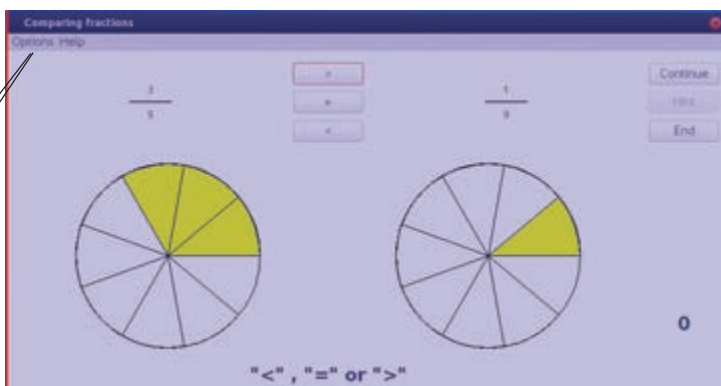 Comparing fractions
Options Help
3
9
>
=
<
1
9
Continue
Hint
End
0
"<" , "=" or ">"